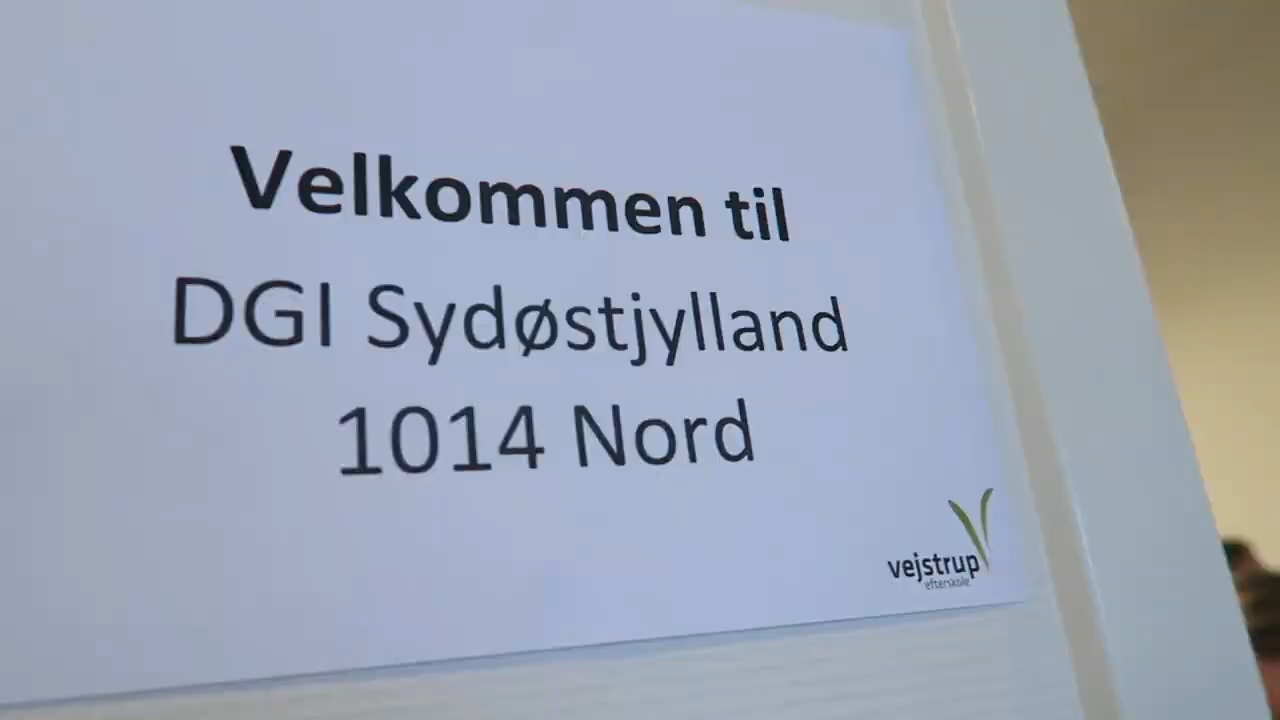 Velkommen til
DGI Sydøstjylland
1014 Nord
vejstrup
efterskole